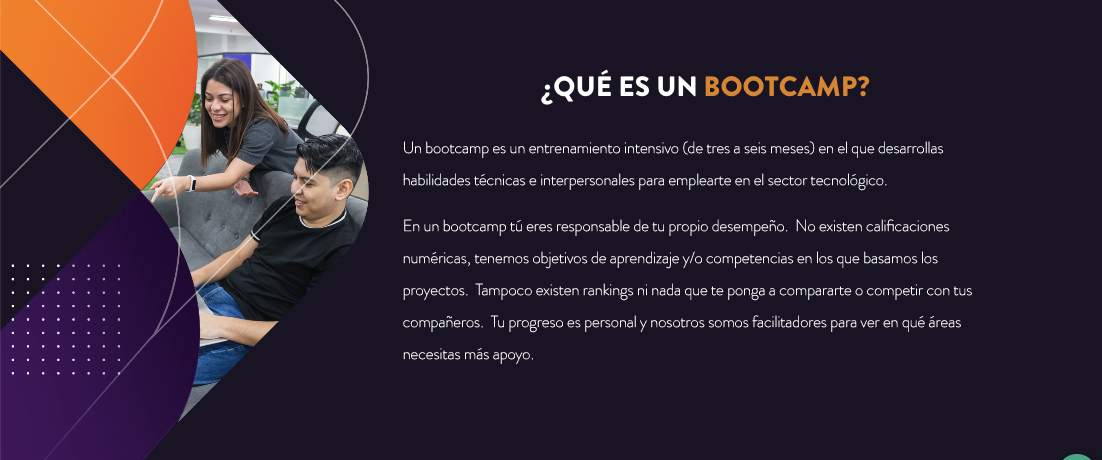 ¿QUÉ ES UN BOOTCAMP?
Un bootcamp es un entrenamiento intensivo (de tres a seis meses) en el que desarrollas
habilidades técnicas e interpersonales para emplearte en el sector tecnológico.
En un bootcamp tú eres responsable de tu propio desempeño.  No existen calificaciones
numéricas, tenemos objetivos de aprendizaje y/o competencias en los que basamos los
proyectos.  Tampoco existen rankings ni nada que te ponga a compararte o competir con tus
compañeros.  Tu progreso es personal y nosotros somos facilitadores para ver en qué áreas
necesitas más apoyo.